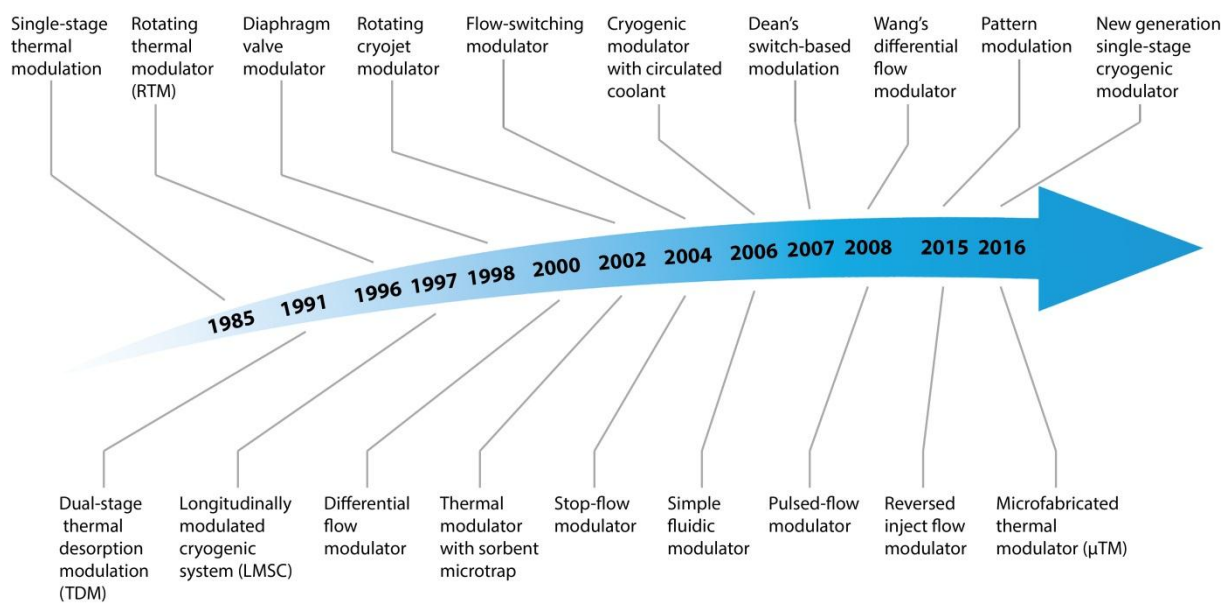 Single-stage
thermal
modulation
Rotating
thermal
modulator
(RTM)
Diaphragm
valve
modulator
Rotating
cryojet
modulator
Flow-switching
modulator
Cryogenic
modulator
with circulated
coolant
Dean's
switch-based
modulation
Wang's
differential
flow
modulator
Pattern
modulation
New generation
single-stage
cryogenic
modulator
1985
1991
1996
1997
1998
2000
2002
2004
2006
2007
2008
2015
2016
Dual-stage
thermal
desorption
modulation
(TDM)
Longitudinally
modulated
cryogenic
system (LMSC)
Differential
flow
modulator
Thermal
modulator
with sorbent
microtrap
Stop-flow
modulator
Simple
fluidic
modulator
Pulsed-flow
modulator
Reversed
inject flow
modulator
Microfabricated
thermal
modulator (μTM)